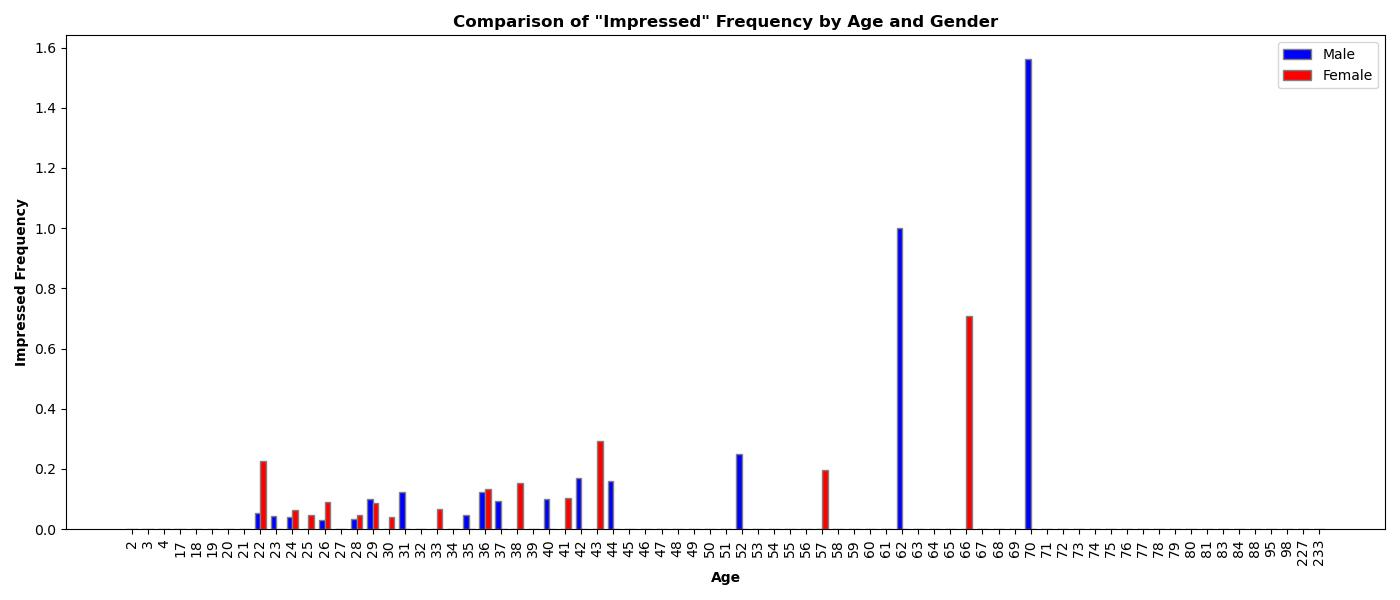 Comparison of "Impressed" Frequency by Age and Gender
Male
Female
1.6
1.4
1.2
1.0
0.8
0.6
0.4
0.2
0.0
Impressed Frequency
2 3 4 17 18 19 20 21 22 23 24 25 26 27 28 29 30 31 32 33 34 35 36 37 38 39 40 41 42 43 44 45 46 47 48 49 50 51 52 53 54 55 56 57 58 59 60 61 62 63 64 65 66 67 68 69 70 71 72 73 74 75 76 77 78 79 80 81 83 84 88 95 98 227 233
Age